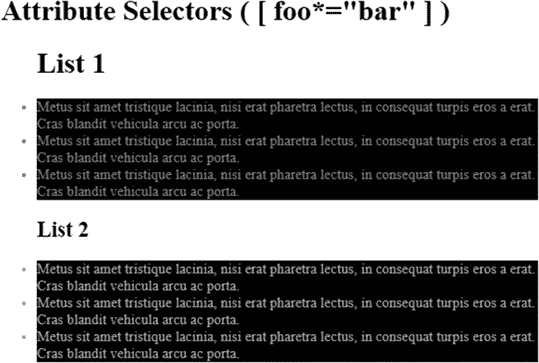 Attribute Selectors ( [ foo*="bar" ] )
List 1
Metus sit amet tristique lacinia, nisi erat pharetra lectus, in consequat turpis eros a erat.
Cras blandit vehicula arcu ac porta.
Metus sit amet tristique lacinia, nisi erat pharetra lectus, in consequat turpis eros a erat.
Cras blandit vehicula arcu ac porta.
Metus sit amet tristique lacinia, nisi erat pharetra lectus, in consequat turpis eros a erat.
Cras blandit vehicula arcu ac porta.
List 2
Metus sit amet tristique lacinia, nisi erat pharetra lectus, in consequat turpis eros a erat.
Cras blandit vehicula arcu ac porta.
Metus sit amet tristique lacinia, nisi erat pharetra lectus, in consequat turpis eros a erat.
Cras blandit vehicula arcu ac porta.
Metus sit amet tristique lacinia, nisi erat pharetra lectus, in consequat turpis eros a erat.
Cras blandit vehicula arcu ac porta.